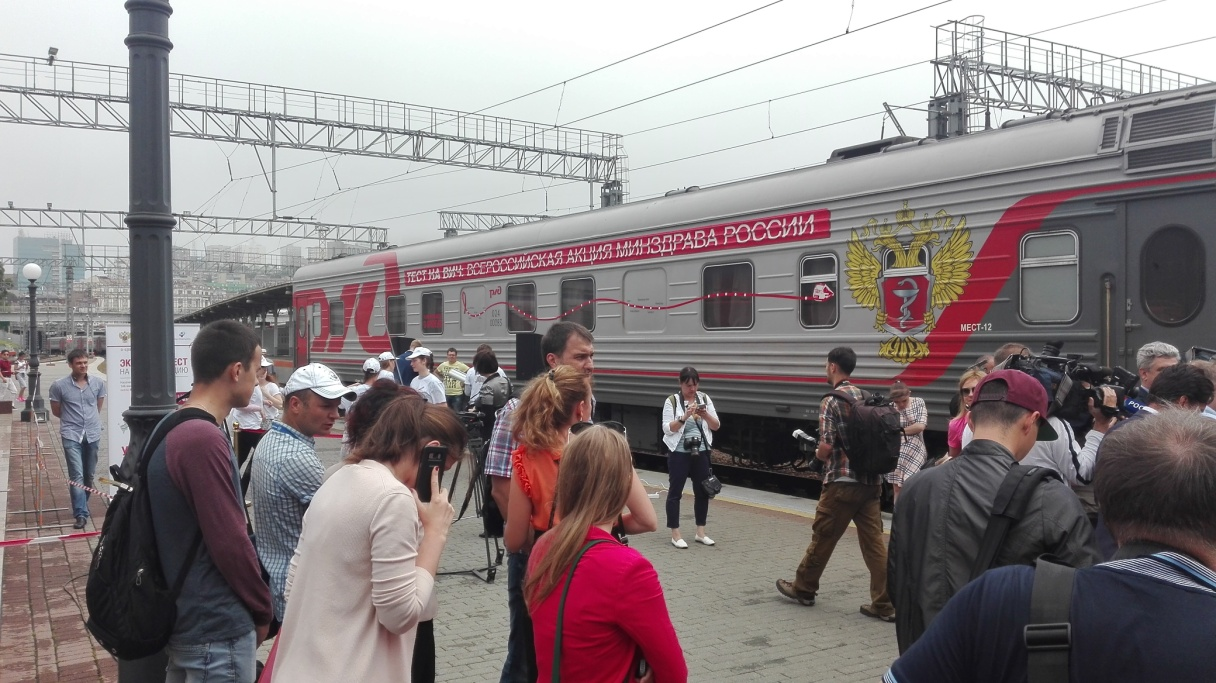 ТЕСТ НА ВИЧ. ВСЕРОССИЙСКАЯ АКЦИЯ МИНЗДРАВА РОССИИ
ржд
МЕСТ-12